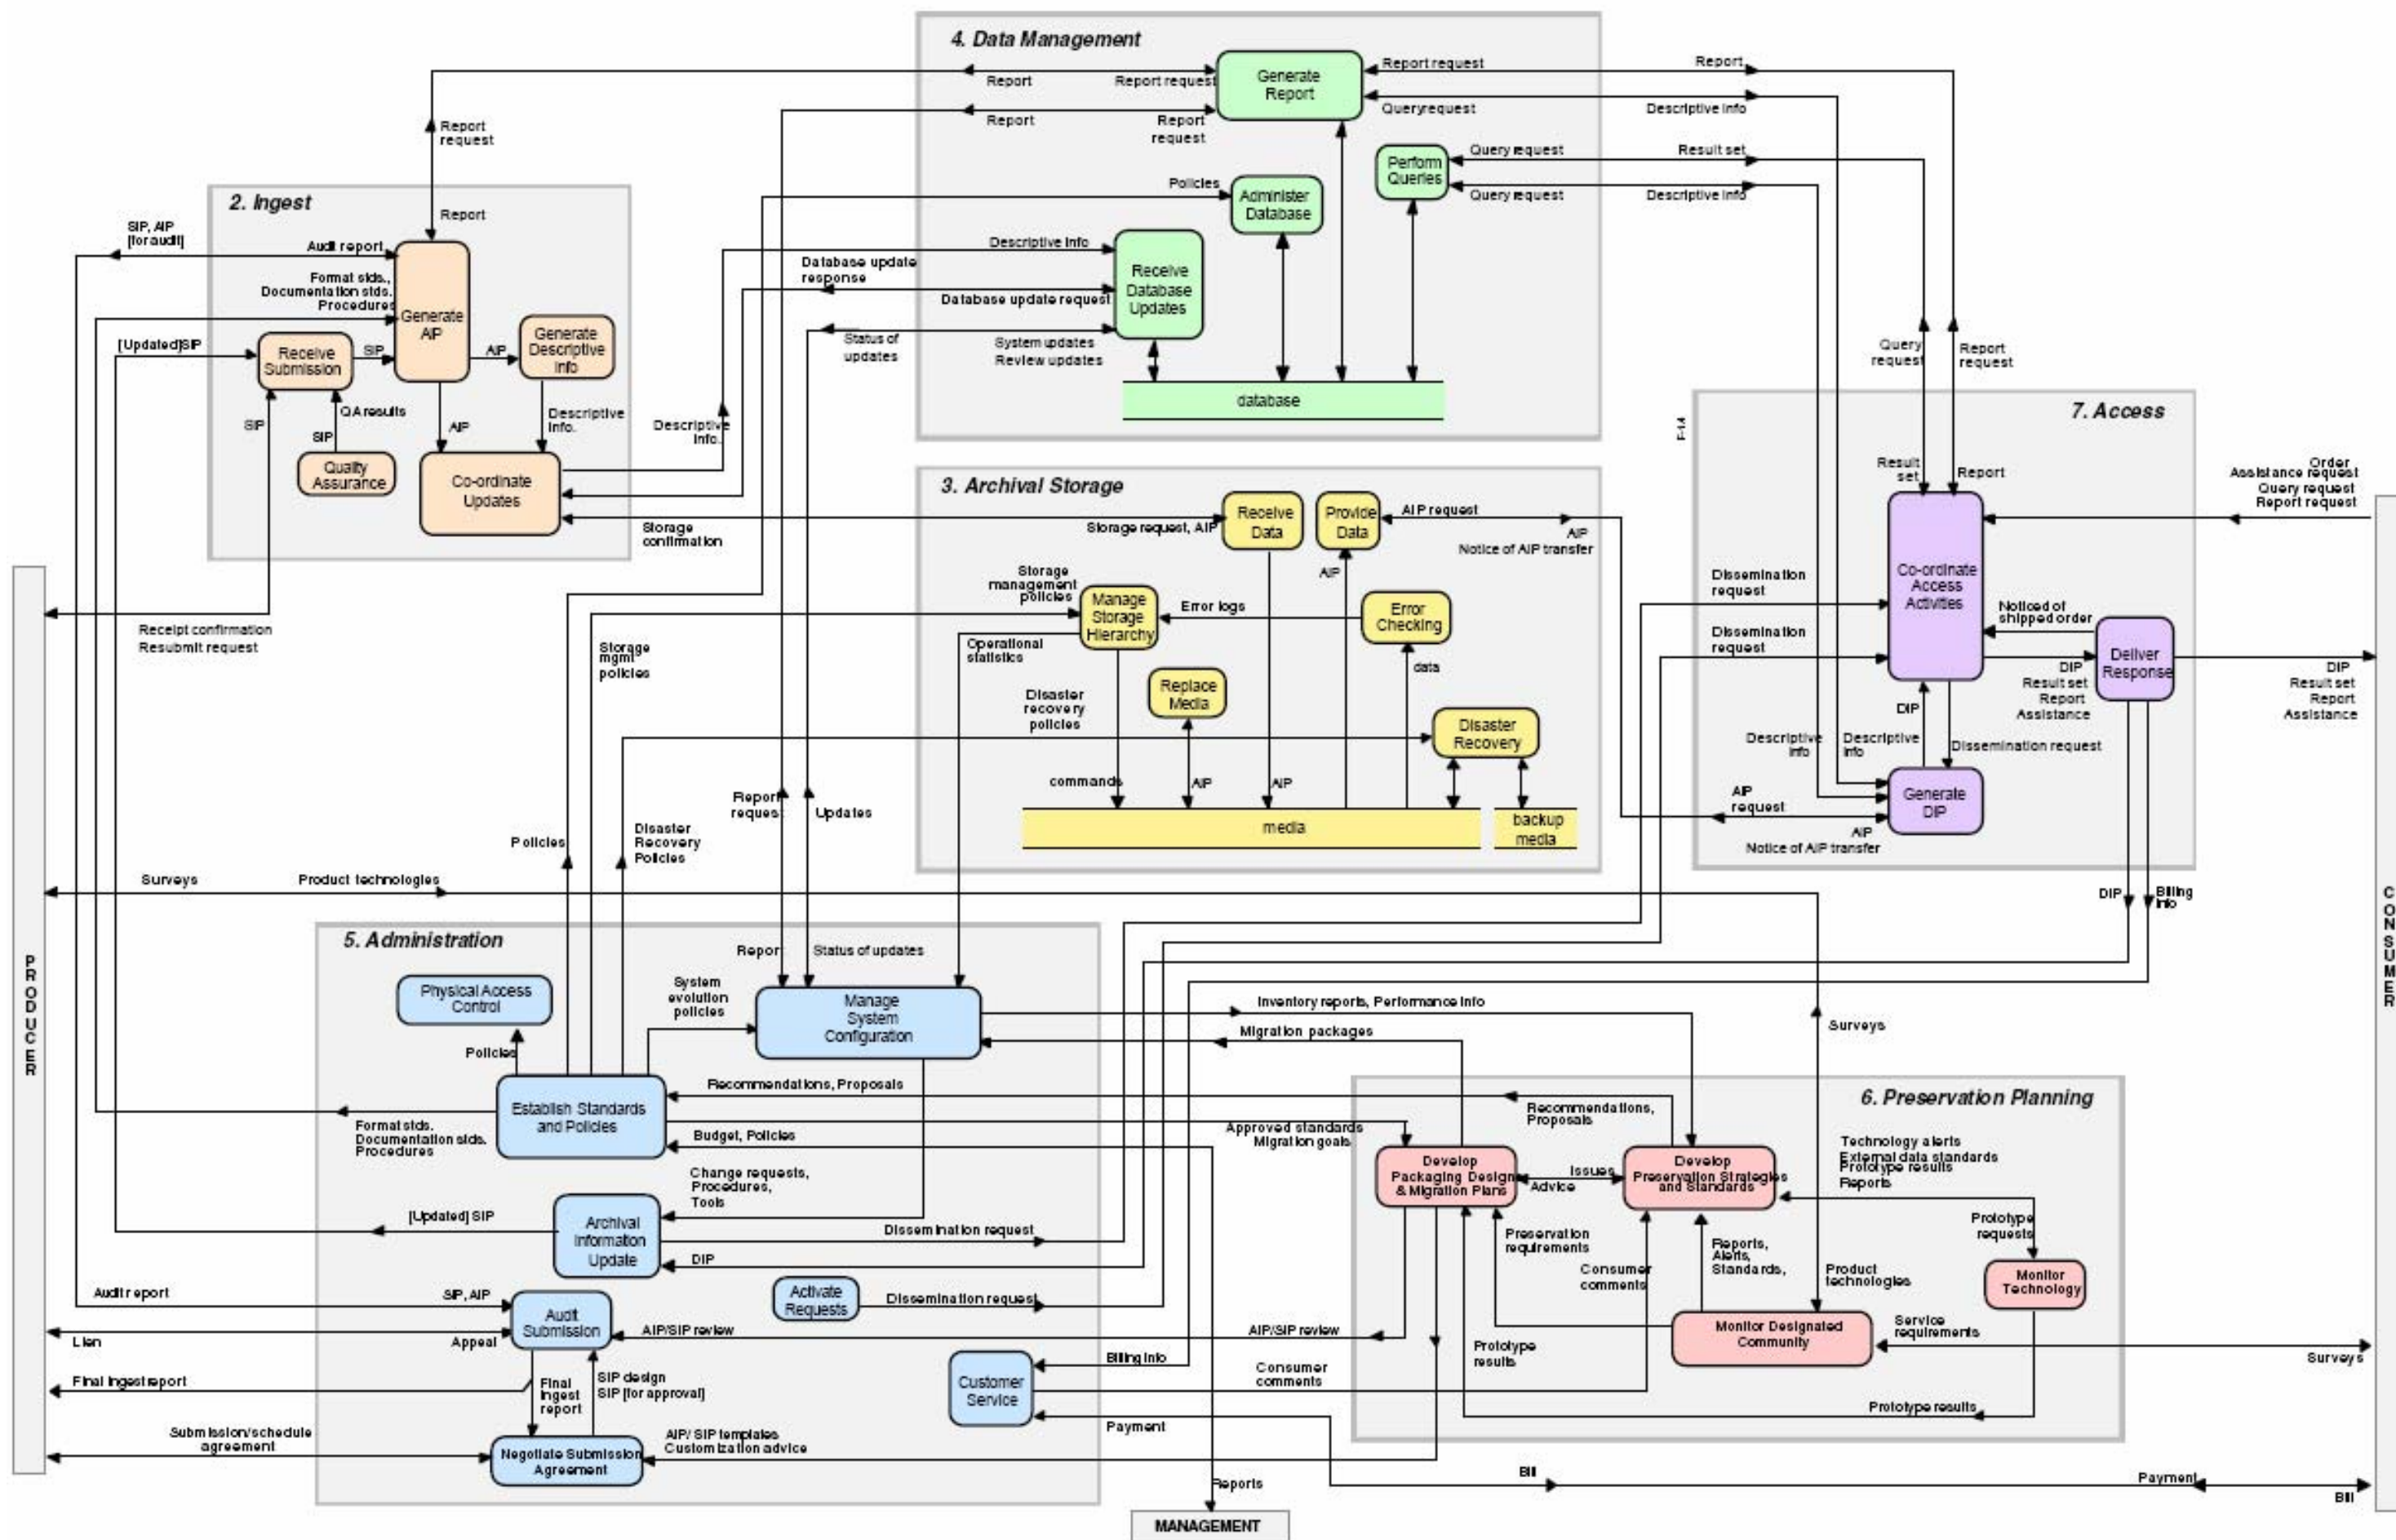 4. Data Management
Generate
Report
Report
Report request
Report
Report
request
Report request
Report
Queryrequest
Descriptive info
Perform
Queries
Query request
Result set
Query request
Descriptive info
Policies
Administer
Database
Descriptive info
Database update
response
Database update request
Status of
updates
System updates
Review updates
Receive
Database
Updates
database
Report
request
2. Ingest
Report
SIP, AIP
[for audit]
Audit report
Format stds.,
Documentation stds.
Procedures
Generate
AIP
[Updated]SIP
Receive
Submission
SIP
AIP
Generate
Descriptive
Info
SIP
QA results
SIP
AIP
Descriptive
Info.
Quality
Assurance
Co-ordinate
Updates
Descriptive
Info.
Storage
confirmation
Receipt confirmation
Resubmit request
3. Archival Storage
Storage request, AIP
Receive
Data
Provide
Data
AIP request
AIP
Notice of AIP transfer
AIP
Storage
management
policies
Manage
Storage
Hierarchy
Error logs
Error
Checking
Operational
statistics
data
Replace
Media
Disaster
recovery
policies
Disaster
Recovery
commands
AIP
AIP
media
backup
media
Storage
mgmt
policies
Policies
Disaster
Recovery
Policies
Report
request
Updates
7. Access
F-1.4
Query
request
Report
request
Result
set
Report
Order
Assistance request
Query request
Report request
Co-ordinate
Access
Activities
Dissemination
request
Dissemination
request
Noticed of
shipped order
Deliver
Response
DIP
Result set
Report
Assistance
DIP
Result set
Report
Assistance
DIP
Descriptive
Info
Descriptive
Info
Dissemination request
AIP
request
Generate
DIP
AIP
Notice of AIP transfer
DIP
Billing
Info
Surveys
Product technologies
PRODUCER
CONSUMER
5. Administration
Report
Status of updates
Physical Access
Control
System
evolution
policies
Manage
System
Configuration
Policies
Inventory reports, Performance info
Migration packages
Surveys
Establish Standards
and Policies
Recommendations, Proposals
Format stds.
Documentation stds.
Procedures
Budget, Policies
Approved standards
Migration goals
Change requests,
Procedures,
Tools
[Updated] SIP
Archival
Information
Update
Dissemination request
DIP
Activate
Requests
Dissemination request
Audit report
SIP, AIP
Audit
Submission
Lien
Appeal
AIP/SIP review
AIP/SIP review
Final ingest report
Final
Ingest
report
SIP design
SIP [for approval]
Customer
Service
Billing Info
Consumer
comments
Payment
Submission/schedule
agreement
Negotiate Submission
Agreement
AIP/ SIP templates
Customization advice
Reports
MANAGEMENT
6. Preservation Planning
Recommendations,
Proposals
Technology alerts
External data standards
Prototype results
Reports
Develop
Packaging Design
& Migration Plans
Issues
Advice
Develop
Preservation Strategies
and Standards
Prototype
requests
Monitor
Technology
Preservation
requirements
Consumer
comments
Reports,
Alerts,
Standards,
Product
technologies
Monitor Designated
Community
Service
requirements
Surveys
Prototype
results
Prototype results
Bill
Payment
Bill